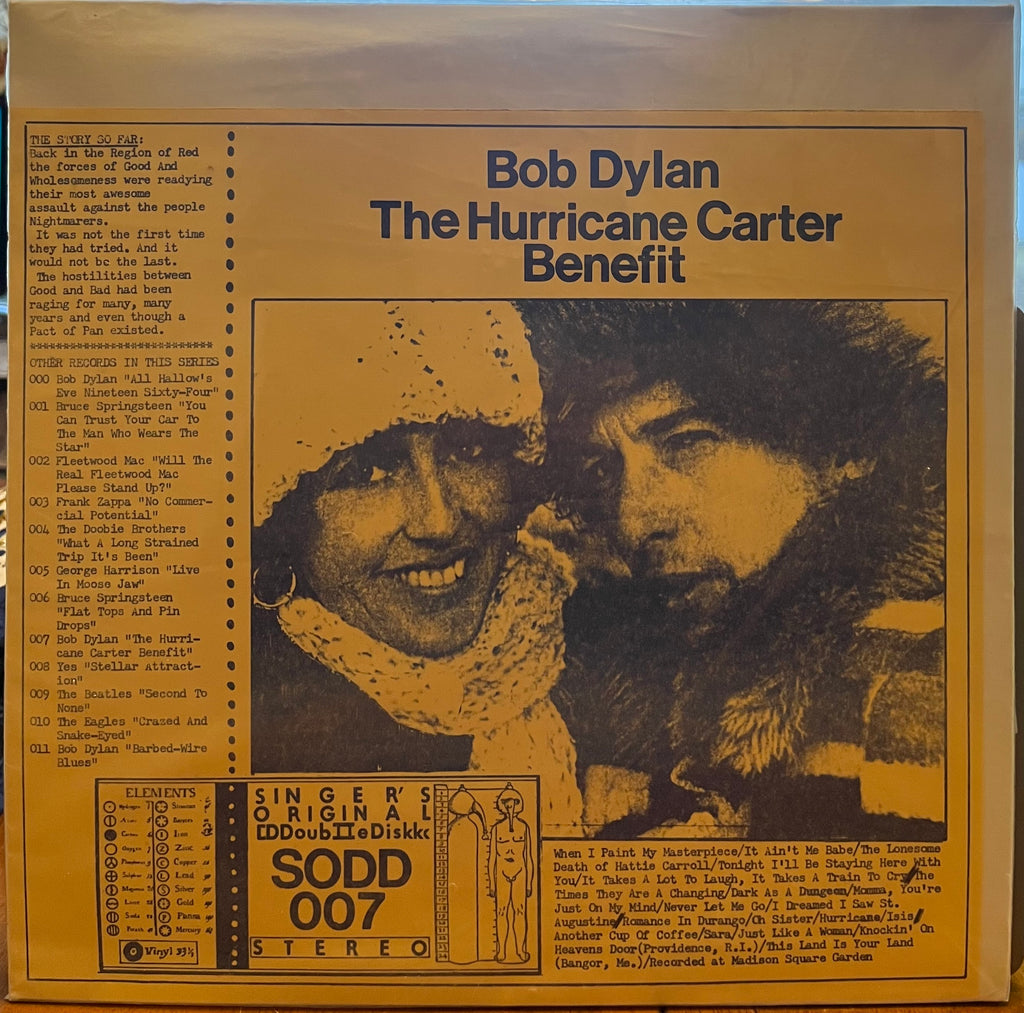 THE STORY SO FAR:
Back in the Region of Red
the forces of Good And
Wholesomeness were readying
their most awesome
assault against the people
Nightmarers.
It was not the first time
they had tried. And it
would not be the last.
The hostilities between
Good and Bad had been
raging for many, many
years and even though a
Pact of Pan existed.
****************************
OTHER RECORDS IN THIS SERIES
000 Bob Dylan "All Hallow's
Eve Nineteen Sixty-Four"
001 Bruce Springsteen "You
Can Trust Your Car To
The Man Who Wears The
Star"
002 Fleetwood Mac "Will The
Real Fleetwood Mac
Please Stand Up?"
003 Frank Zappa "No Commer-
cial Potential"
004 The Doobie Brothers
"What A Long Strained
Trip It's Been"
005 George Harrison "Live
In Moose Jaw"
006 Bruce Springsteen
"Flat Tops And Pin
Drops"
007 Bob Dylan "The Hurri-
cane Carter Benefit"
008 Yes "Stellar Attract-
ion"
009 The Beatles "Second To
None"
010 The Eagles "Crazed And
Snake-Eyed"
011 Bob Dylan "Barbed-Wire
Blues"
Bob Dylan
The Hurricane Carter
Benefit
ELEMENTS
Iron
Zinc
Copper
Lead
Silver
Gold
Platina
Mercury
Vinyl 33⅓
SINGER'S
ORIGINAL
DDoubIIeDiskk
SODD
007
STEREO
When I Paint My Masterpiece/It Ain't Me Babe/The Lonesome
Death of Hattie Carroll/Tonight I'll Be Staying Here With
You/It Takes A Lot To Laugh, It Takes A Train To Cry/The
Times They Are A Changing/Dark As A Dungeon/Momma, You're
Just On My Mind/Never Let Me Go/I Dreamed I Saw St.
Augustine/Romance In Durango/Oh Sister/Hurricane/Isis/
Another Cup Of Coffee/Sara/Just Like A Woman/Knockin' On
Heavens Door(Providence, R.I.)/This Land Is Your Land
(Bangor, Me.)/Recorded at Madison Square Garden